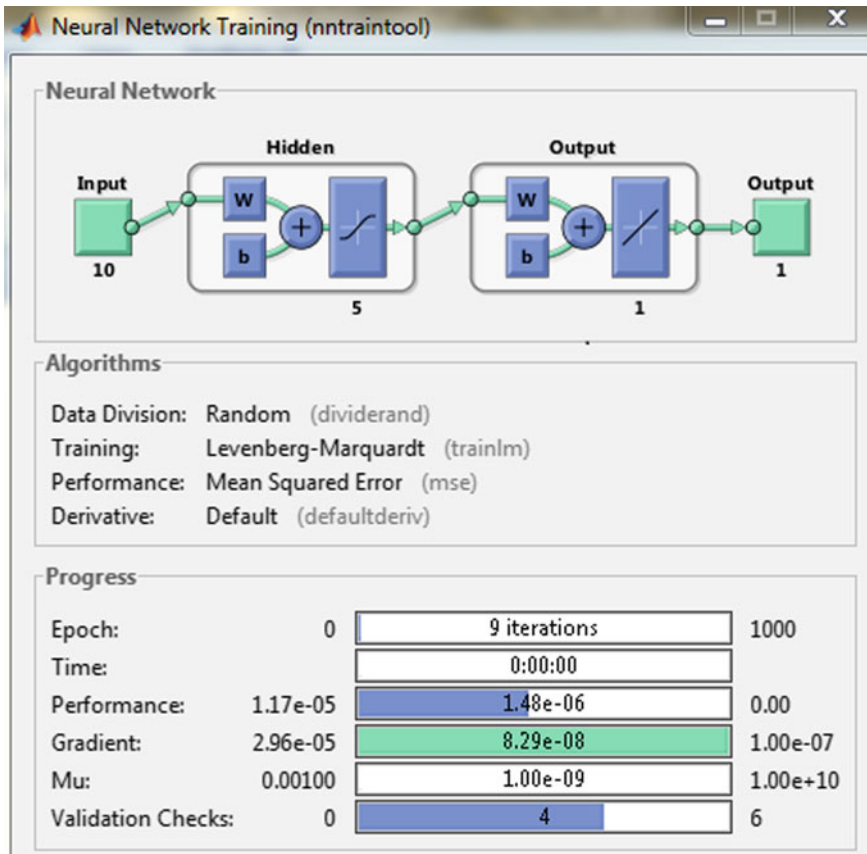 Neural Network Training (nntraintool)
Neural Network
Hidden
Output
Input
Output
W
W
b
b
10
5
1
1
Algorithms
Data Division: Random (dividerand)
Training: Levenberg-Marquardt (trainlm)
Performance: Mean Squared Error (mse)
Derivative: Default (defaultderiv)
Progress
Epoch: 0 9 iterations 1000
Time: 0:00:00
Performance: 1.17e-05 1.48e-06 0.00
Gradient: 2.96e-05 8.29e-08 1.00e-07
Mu: 0.00100 1.00e-09 1.00e+10
Validation Checks: 0 4 6